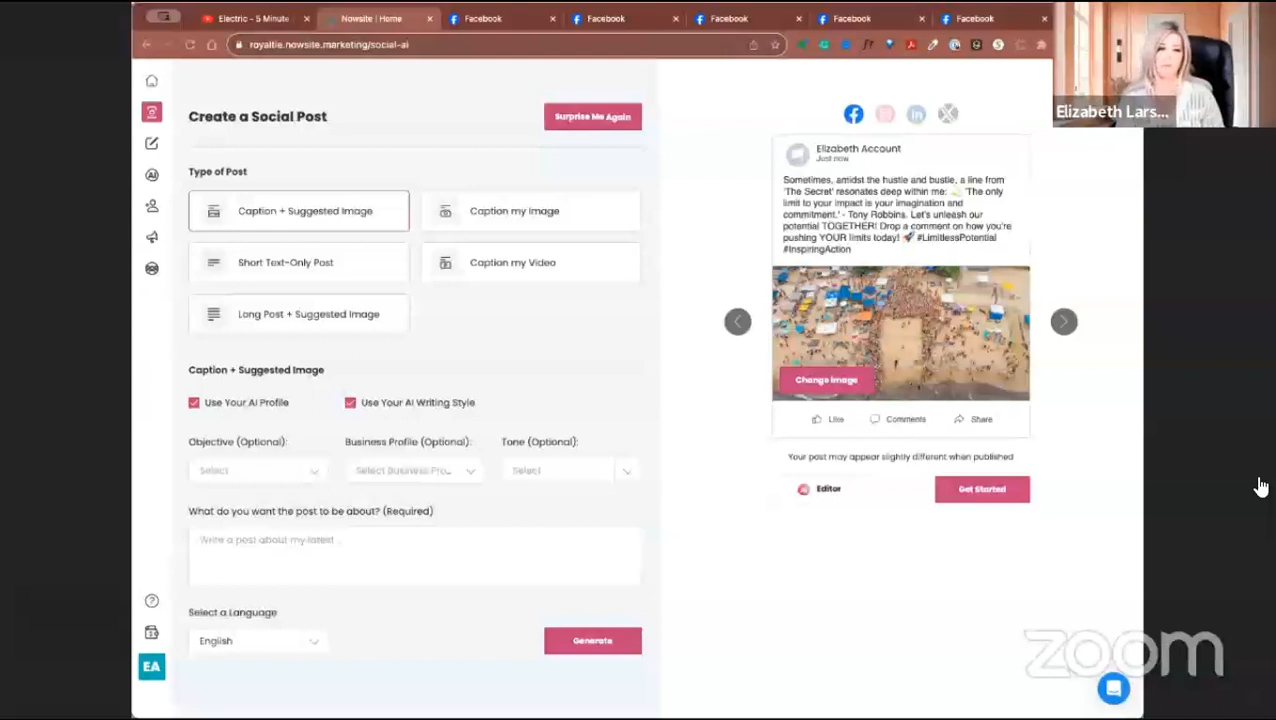 Electric - 5 Minute
Nowsite | Home
Facebook
Facebook
Facebook
Facebook
Facebook
royaltie.nowsite.marketing/social-ai
Elizabeth Lars...
Create a Social Post
Surprise Me Again
Type of Post
Caption + Suggested Image
Caption my Image
Short Text-Only Post
Caption my Video
Long Post + Suggested Image
Caption + Suggested Image
Use Your AI Profile
Use Your AI Writing Style
Objective (Optional):
Business Profile (Optional):
Tone (Optional):
Select
Select Business Pro...
Select
What do you want the post to be about? (Required)
Write a post about my latest ...
Select a Language
English
Generate
EA
Elizabeth Account
Just now
Sometimes, amidst the hustle and bustle, a line from
'The Secret' resonates deep within me: 💫 'The only
limit to your impact is your imagination and
commitment.' - Tony Robbins. Let's unleash our
potential TOGETHER! Drop a comment on how you're
pushing YOUR limits today! 🚀 #LimitlessPotential
#InspiringAction
Change Image
Like
Comments
Share
Your post may appear slightly different when published
Editor
Get Started
zoom